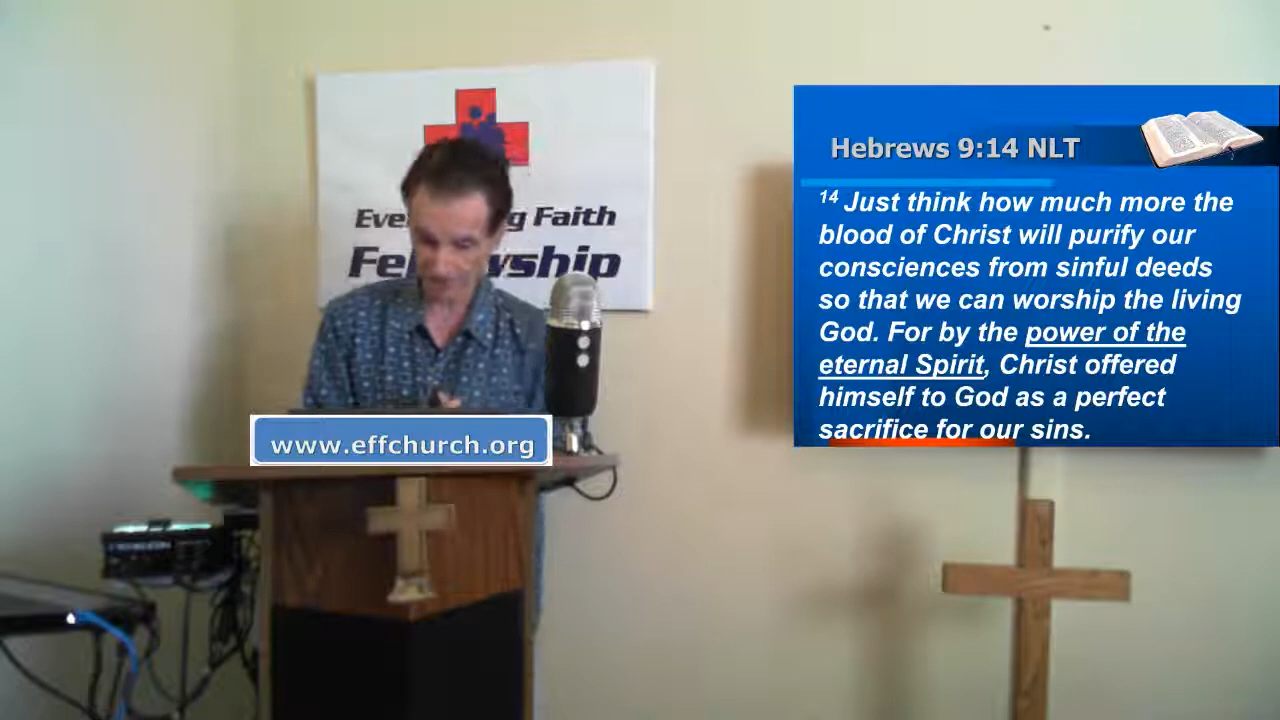 Faith
www.effchurch.org
Hebrews 9:14 NLT
14 Just think how much more the
blood of Christ will purify our
consciences from sinful deeds
so that we can worship the living
God. For by the power of the
eternal Spirit, Christ offered
himself to God as a perfect
sacrifice for our sins.